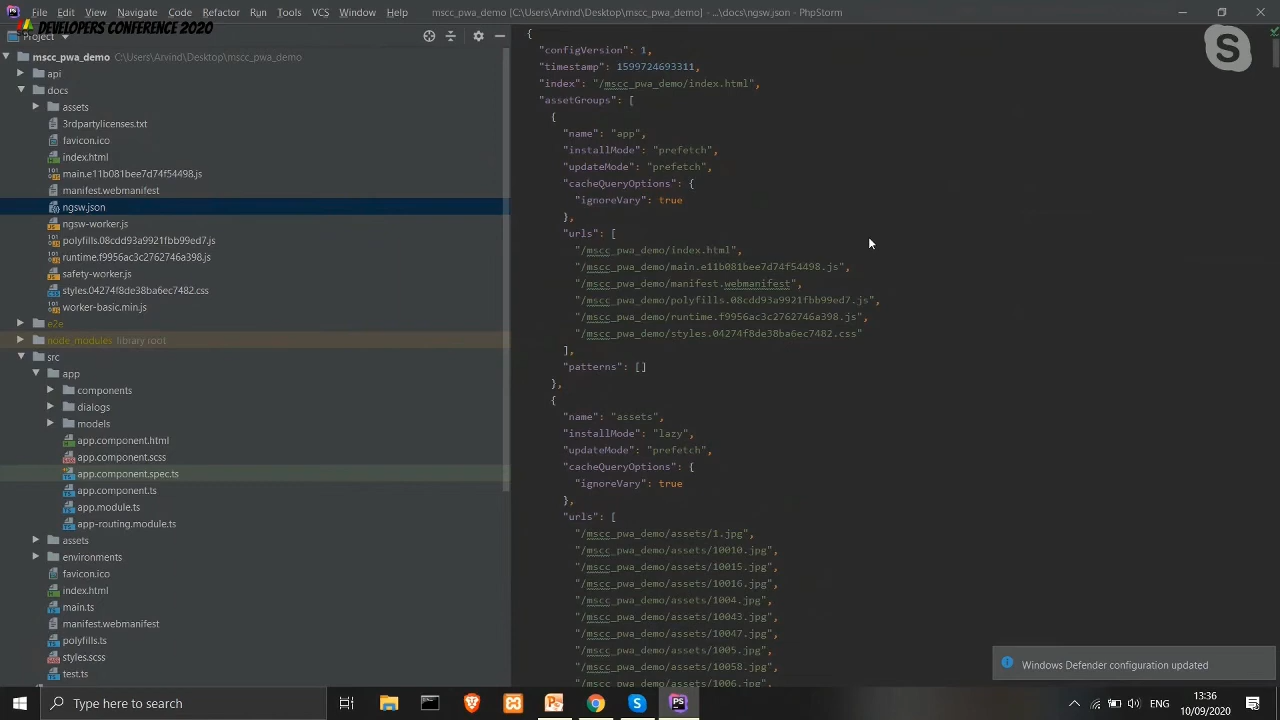 File Edit View Navigate Code Refactor Run Tools VCS Window Help mscc_pwa_demo [C:\Users\Arvind\Desktop\mscc_pwa_demo] - ...\docs\ngsw.json - PhpStorm
DEVELOPERS CONFERENCE 2020
Project
mscc_pwa_demo C:\Users\Arvind\Desktop\mscc_pwa_demo
api
docs
assets
3rdpartylicenses.txt
favicon.ico
index.html
main.e11b081bee7d74f54498.js
manifest.webmanifest
ngsw.json
ngsw-worker.js
polyfills.08cdd93a9921fbb99ed7.js
runtime.f9956ac3c2762746a398.js
safety-worker.js
styles.04274f8de38ba6ec7482.css
worker-basic.min.js
e2e
node_modules library root
src
app
components
dialogs
models
app.component.html
app.component.scss
app.component.spec.ts
app.component.ts
app.module.ts
app-routing.module.ts
assets
environments
favicon.ico
index.html
main.ts
manifest.webmanifest
polyfills.ts
styles.scss
test.ts
{
"configVersion": 1,
"timestamp": 1599724693311,
"index": "/mscc_pwa_demo/index.html",
"assetGroups": [
{
"name": "app",
"installMode": "prefetch",
"updateMode": "prefetch",
"cacheQueryOptions": {
"ignoreVary": true
},
"urls": [
"/mscc_pwa_demo/index.html",
"/mscc_pwa_demo/main.e11b081bee7d74f54498.js",
"/mscc_pwa_demo/manifest.webmanifest",
"/mscc_pwa_demo/polyfills.08cdd93a9921fbb99ed7.js",
"/mscc_pwa_demo/runtime.f9956ac3c2762746a398.js",
"/mscc_pwa_demo/styles.04274f8de38ba6ec7482.css"
],
"patterns": []
},
{
"name": "assets",
"installMode": "lazy",
"updateMode": "prefetch",
"cacheQueryOptions": {
"ignoreVary": true
},
"urls": [
"/mscc_pwa_demo/assets/1.jpg",
"/mscc_pwa_demo/assets/10010.jpg",
"/mscc_pwa_demo/assets/10015.jpg",
"/mscc_pwa_demo/assets/10016.jpg",
"/mscc_pwa_demo/assets/1004.jpg",
"/mscc_pwa_demo/assets/10043.jpg",
"/mscc_pwa_demo/assets/10047.jpg",
"/mscc_pwa_demo/assets/1005.jpg",
"/mscc_pwa_demo/assets/10058.jpg",
"/mscc_pwa_demo/assets/1006.jpg",
Windows Defender configuration updated
Type here to search
ENG
13:36
10/09/2020